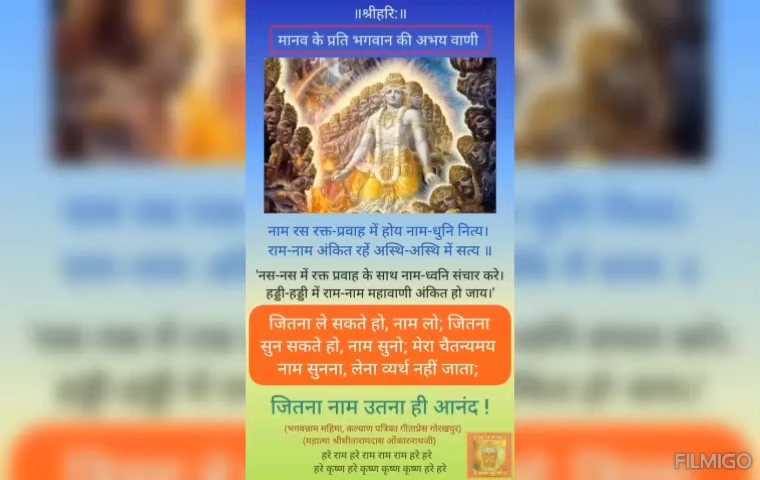 ॥श्रीहरि:॥
मानव के प्रति भगवान की अभय वाणी
नाम रस रक्त-प्रवाह में होय नाम-धुनि नित्य।
राम-नाम अंकित रहें अस्थि-अस्थि में सत्य ॥
'नस-नस में रक्त प्रवाह के साथ नाम-ध्वनि संचार करे।
हड्डी-हड्डी में राम-नाम महावाणी अंकित हो जाय।'
जितना ले सकते हो, नाम लो; जितना
सुन सकते हो, नाम सुनो; मेरा चैतन्यमय
नाम सुनना, लेना व्यर्थ नहीं जाता;
जितना नाम उतना ही आनंद !
(भगवन्नाम महिमा, कल्याण पत्रिका गीताप्रेस गोरखपुर)
(महात्मा श्रीसीतारामदास ओंकारनाथजी)
हरे राम हरे राम राम राम हरे हरे
हरे कृष्ण हरे कृष्ण कृष्ण कृष्ण हरे हरे
FILMIGO